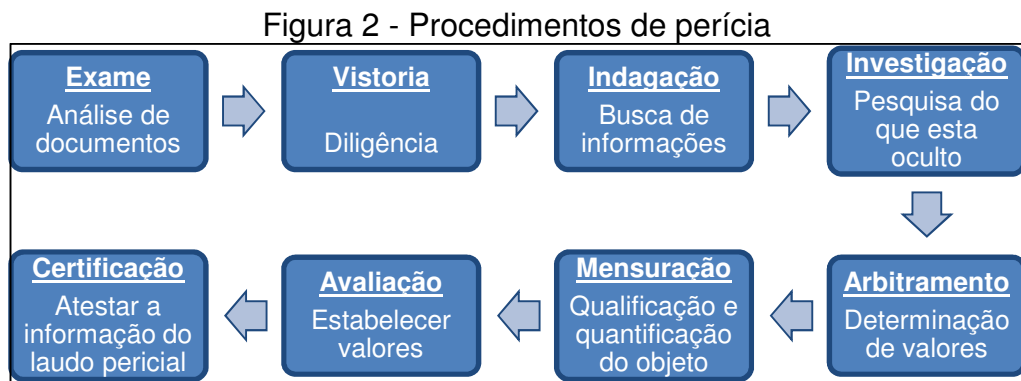 Figura 2 - Procedimentos de perícia
Exame
Análise de
documentos
Vistoria
Diligência
Indagação
Busca de
informações
Investigação
Pesquisa do
que esta
oculto
Arbitramento
Determinação
de valores
Mensuração
Qualificação e
quantificação
do objeto
Avaliação
Estabelecer
valores
Certificação
Atestar a
informação do
laudo pericial